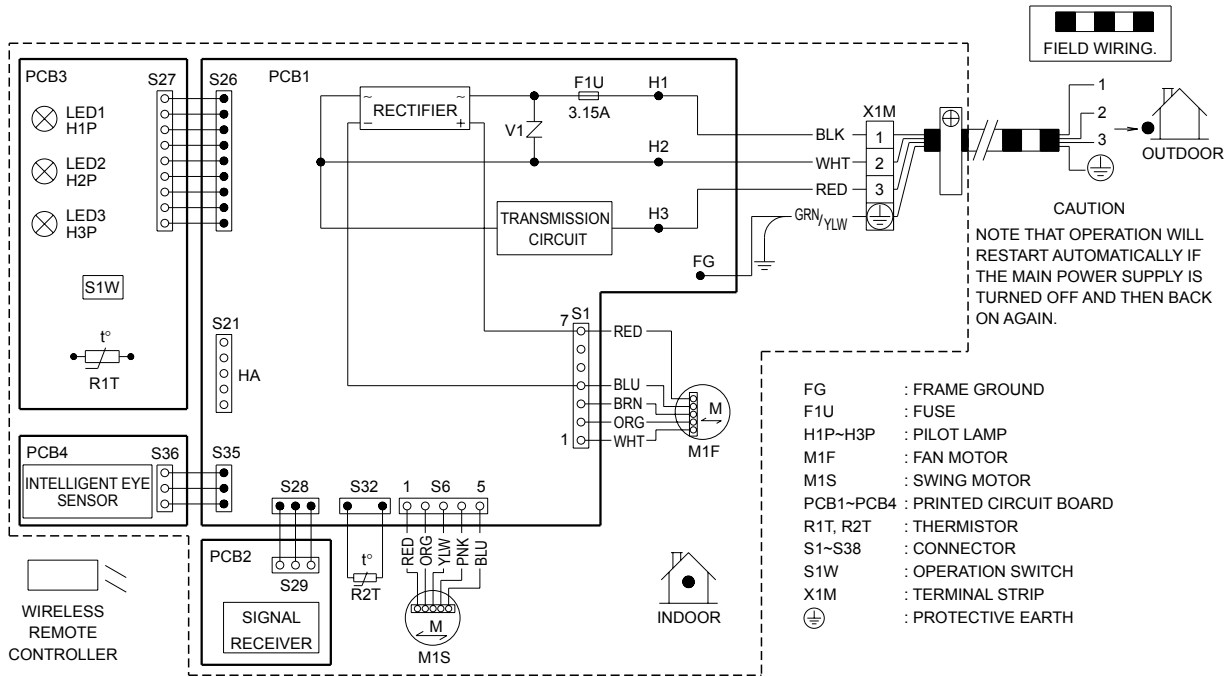 FIELD WIRING.
PCB3
S27
S26
PCB1
LED1
H1P
LED2
H2P
LED3
H3P
S1W
t°
R1T
RECTIFIER
~
~
–
+
V1
F1U
3.15A
H1
H2
H3
TRANSMISSION
CIRCUIT
FG
BLK
WHT
RED
GRN/YLW
X1M
1
2
3
1
2
3
OUTDOOR
CAUTION
NOTE THAT OPERATION WILL
RESTART AUTOMATICALLY IF
THE MAIN POWER SUPPLY IS
TURNED OFF AND THEN BACK
ON AGAIN.
S21
HA
7
S1
1
RED
BLU
BRN
ORG
WHT
M
M1F
PCB4
S36
INTELLIGENT EYE
SENSOR
S35
S28
S32
1 S6 5
PCB2
S29
SIGNAL
RECEIVER
t°
R2T
RED
ORG
YLW
PNK
BLU
M
M1S
WIRELESS
REMOTE
CONTROLLER
INDOOR
FG : FRAME GROUND
F1U : FUSE
H1P~H3P : PILOT LAMP
M1F : FAN MOTOR
M1S : SWING MOTOR
PCB1~PCB4 : PRINTED CIRCUIT BOARD
R1T, R2T : THERMISTOR
S1~S38 : CONNECTOR
S1W : OPERATION SWITCH
X1M : TERMINAL STRIP
: PROTECTIVE EARTH